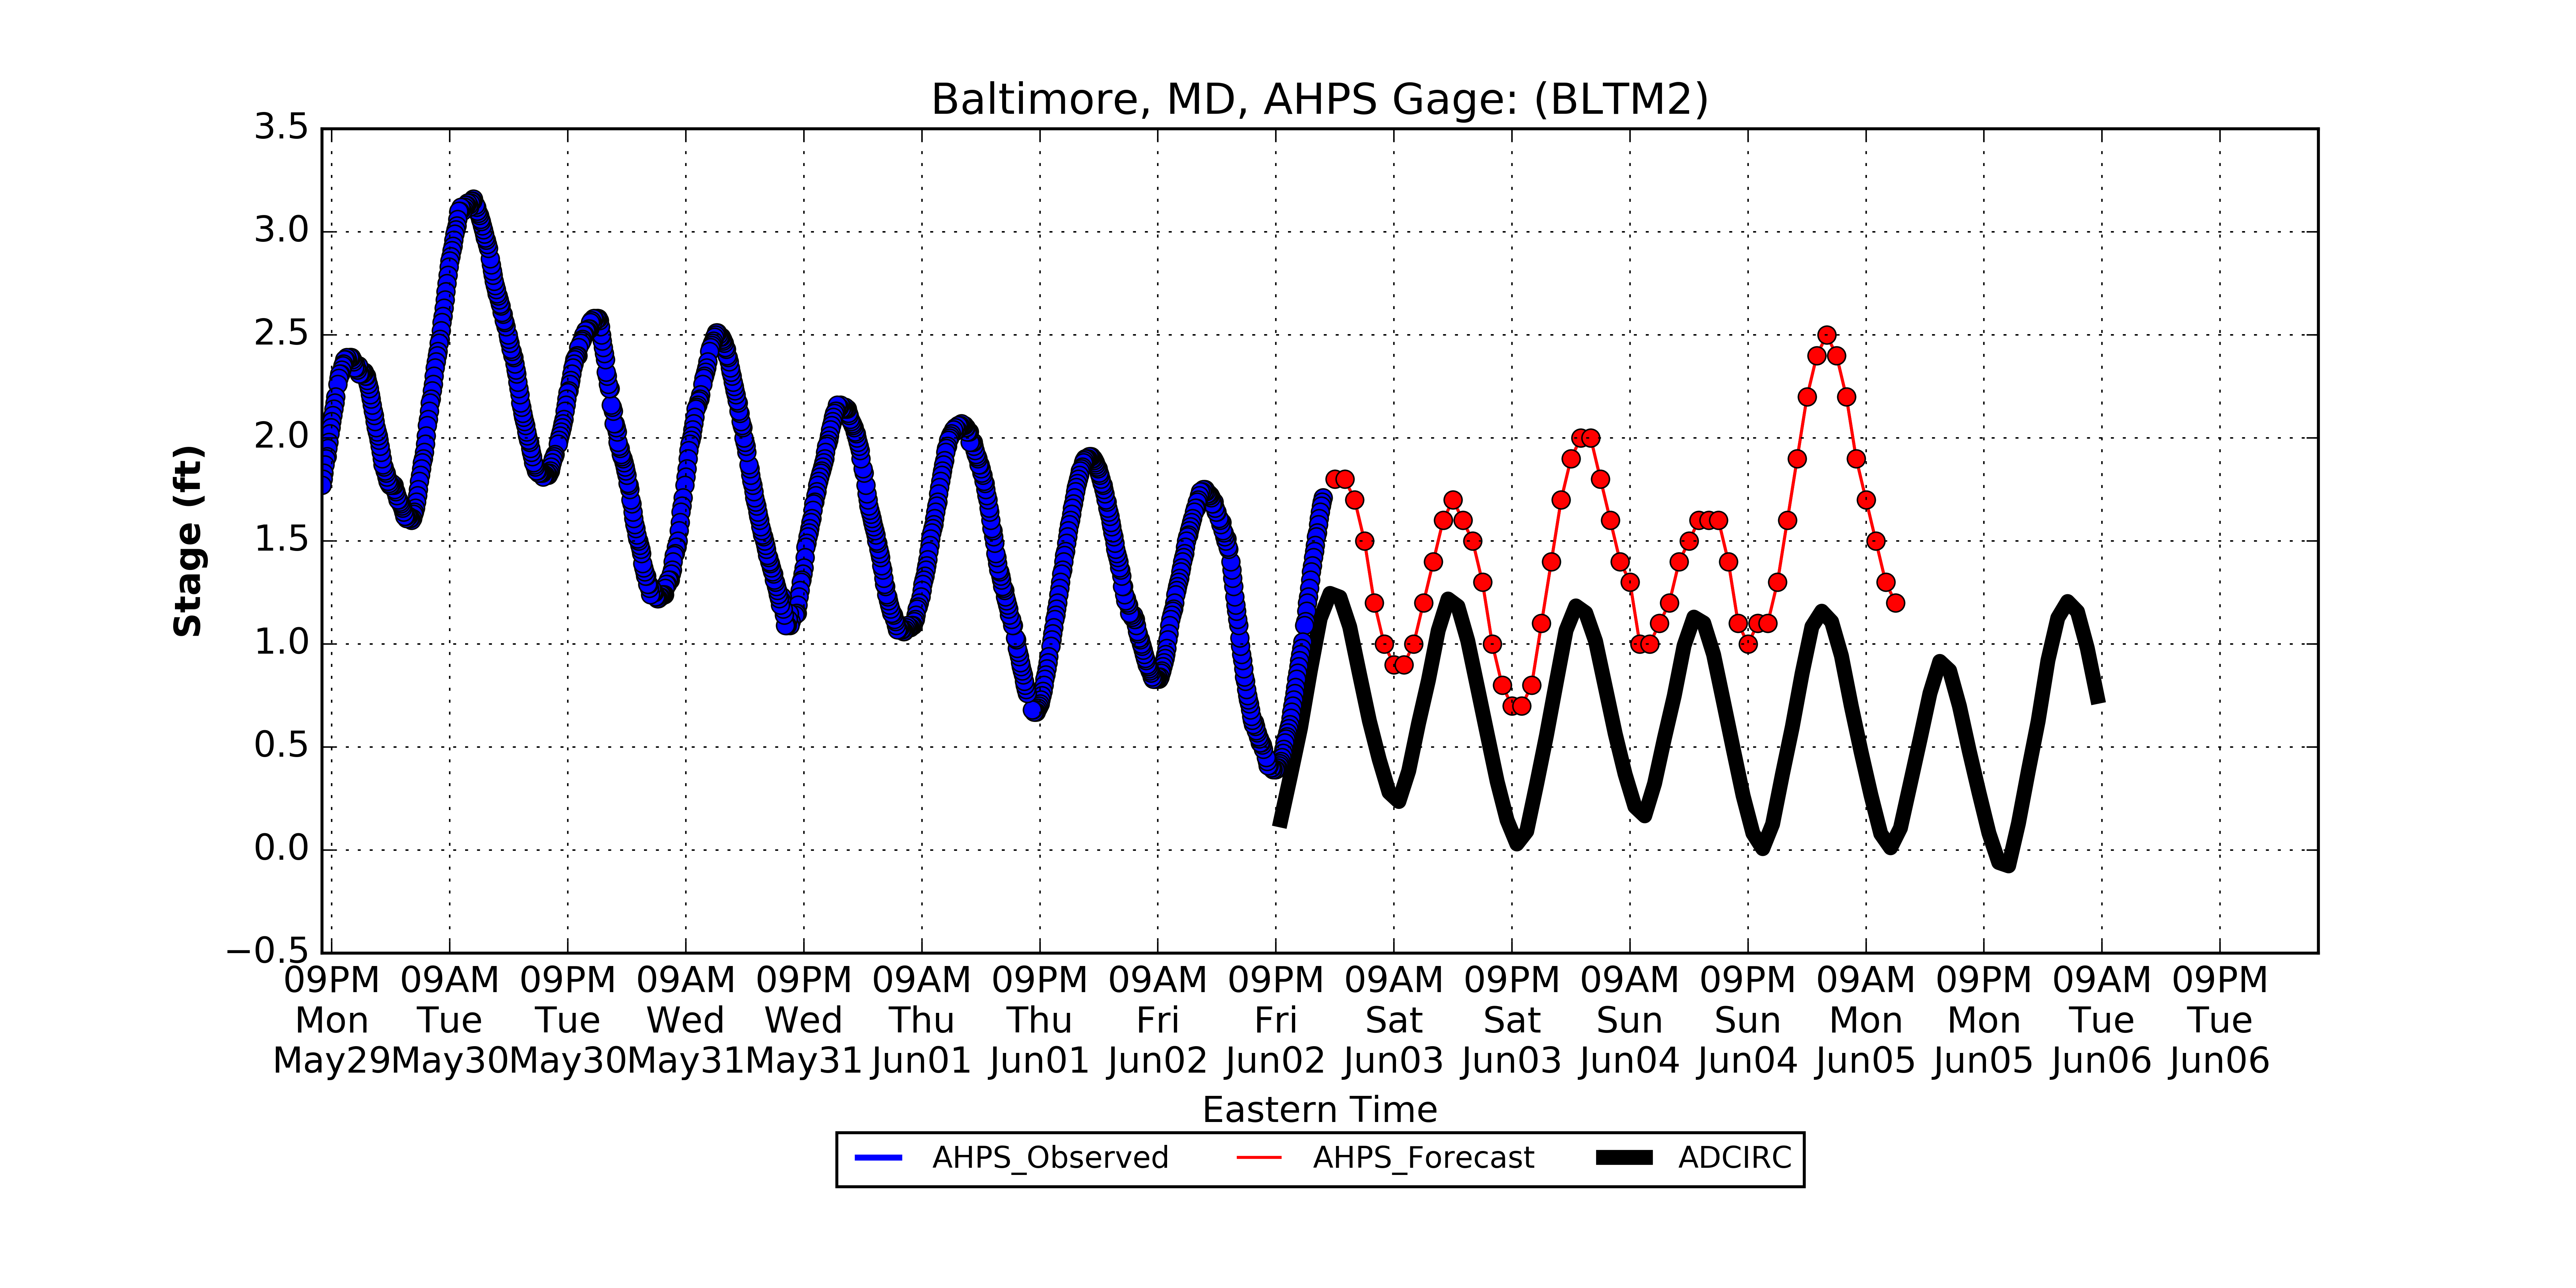 Baltimore, MD, AHPS Gage: (BLTM2)
3.5
3.0
2.5
2.0
1.5
1.0
0.5
0.0
−0.5
Stage (ft)
09PM 09AM 09PM 09AM 09PM 09AM 09PM 09AM 09PM 09AM 09PM 09AM 09PM 09AM 09PM 09AM 09PM
Mon Tue Tue Wed Wed Thu Thu Fri Fri Sat Sat Sun Sun Mon Mon Tue Tue
May29 May30 May30 May31 May31 Jun01 Jun01 Jun02 Jun02 Jun03 Jun03 Jun04 Jun04 Jun05 Jun05 Jun06 Jun06
Eastern Time
AHPS_Observed AHPS_Forecast ADCIRC